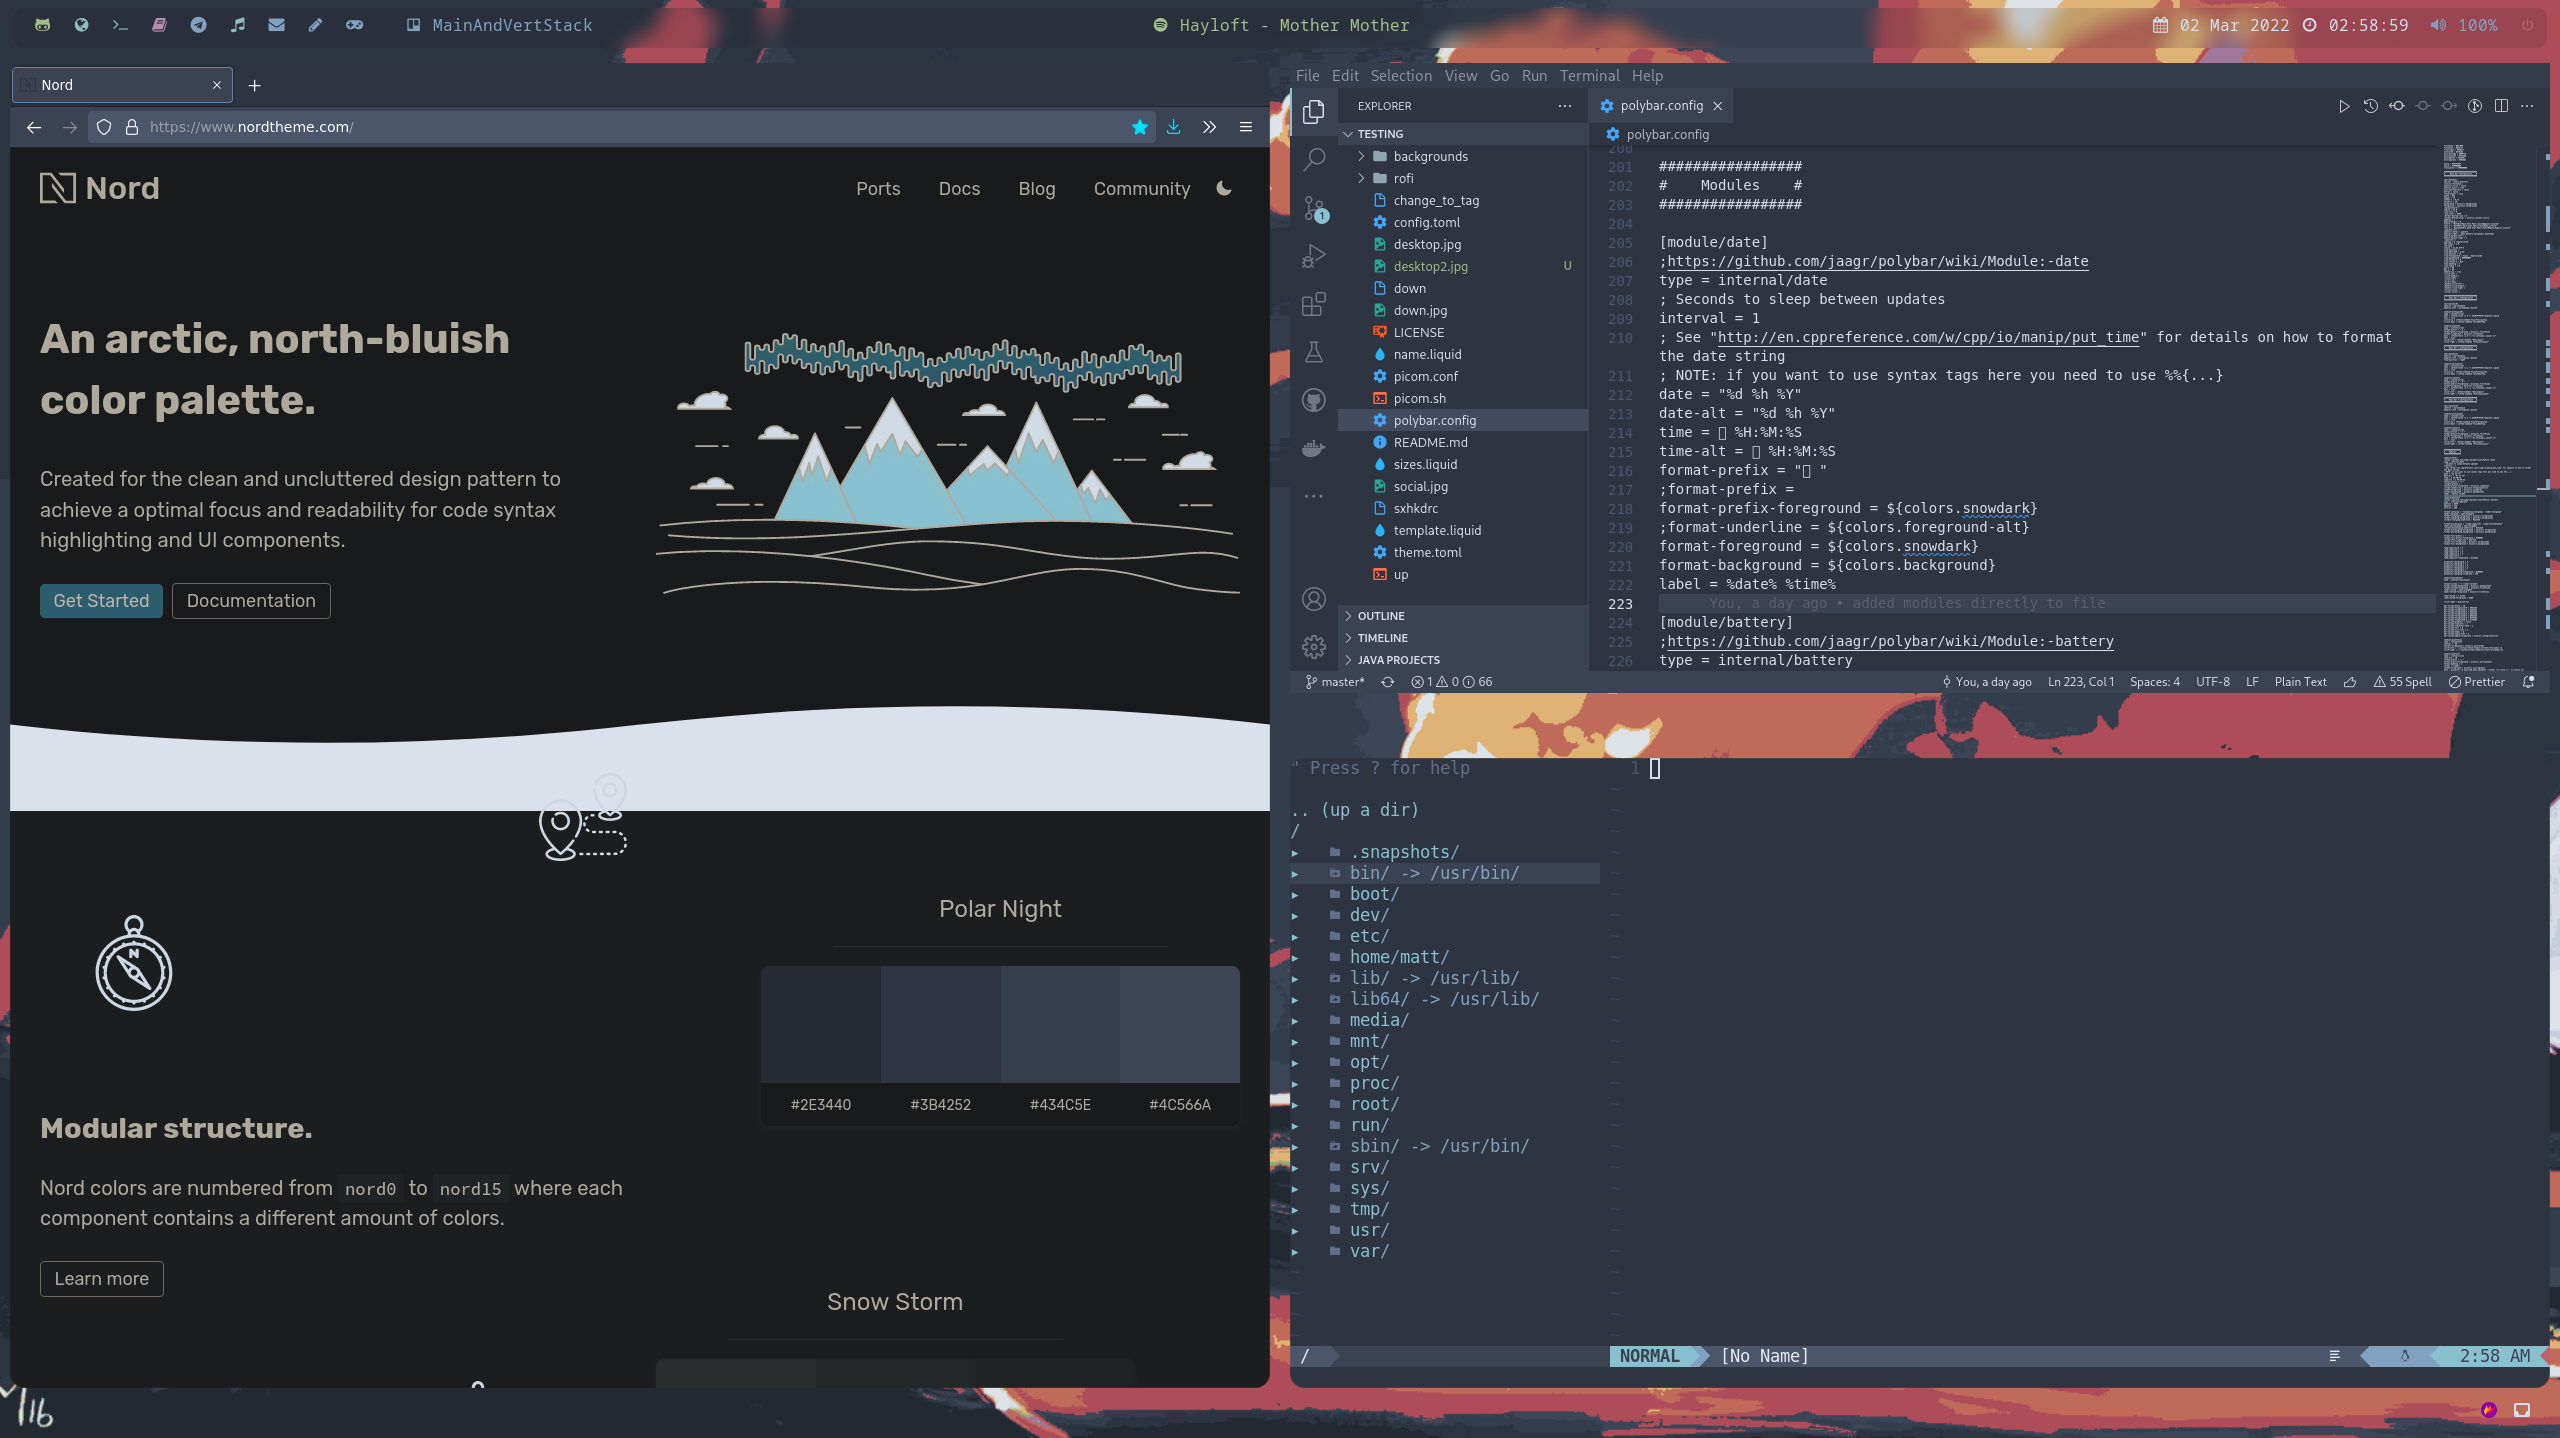 MainAndVertStack
Hayloft - Mother Mother
02 Mar 2022 02:58:59 100%
Nord
https://www.nordtheme.com/
Nord
Ports Docs Blog Community
An arctic, north-bluish
color palette.
Created for the clean and uncluttered design pattern to
achieve a optimal focus and readability for code syntax
highlighting and UI components.
Get Started Documentation
N
Polar Night
#2E3440 #3B4252 #434C5E #4C566A
Modular structure.
Nord colors are numbered from nord0 to nord15 where each
component contains a different amount of colors.
Learn more
Snow Storm
File Edit Selection View Go Run Terminal Help
EXPLORER
TESTING
backgrounds
rofi
change_to_tag
config.toml
desktop.jpg
desktop2.jpg U
down
down.jpg
LICENSE
name.liquid
picom.conf
picom.sh
polybar.config
README.md
sizes.liquid
social.jpg
sxhkdrc
template.liquid
theme.toml
up
OUTLINE
TIMELINE
JAVA PROJECTS
1
polybar.config
polybar.config
200
201 #################
202 #    Modules    #
203 #################
204
205 [module/date]
206 ;https://github.com/jaagr/polybar/wiki/Module:-date
207 type = internal/date
208 ; Seconds to sleep between updates
209 interval = 1
210 ; See "http://en.cppreference.com/w/cpp/io/manip/put_time" for details on how to format
the date string
211 ; NOTE: if you want to use syntax tags here you need to use %%{...}
212 date = "%d %h %Y"
213 date-alt = "%d %h %Y"
214 time = %H:%M:%S
215 time-alt = %H:%M:%S
216 format-prefix = " "
217 ;format-prefix =
218 format-prefix-foreground = ${colors.snowdark}
219 ;format-underline = ${colors.foreground-alt}
220 format-foreground = ${colors.snowdark}
221 format-background = ${colors.background}
222 label = %date% %time%
223 You, a day ago • added modules directly to file
224 [module/battery]
225 ;https://github.com/jaagr/polybar/wiki/Module:-battery
226 type = internal/battery
master* 1 0 66 You, a day ago Ln 223, Col 1 Spaces: 4 UTF-8 LF Plain Text 55 Spell Prettier
" Press ? for help
.. (up a dir)
/
.snapshots/
bin/ -> /usr/bin/
boot/
dev/
etc/
home/matt/
lib/ -> /usr/lib/
lib64/ -> /usr/lib/
media/
mnt/
opt/
proc/
root/
run/
sbin/ -> /usr/bin/
srv/
sys/
tmp/
usr/
var/
1
/ NORMAL [No Name] 2:58 AM